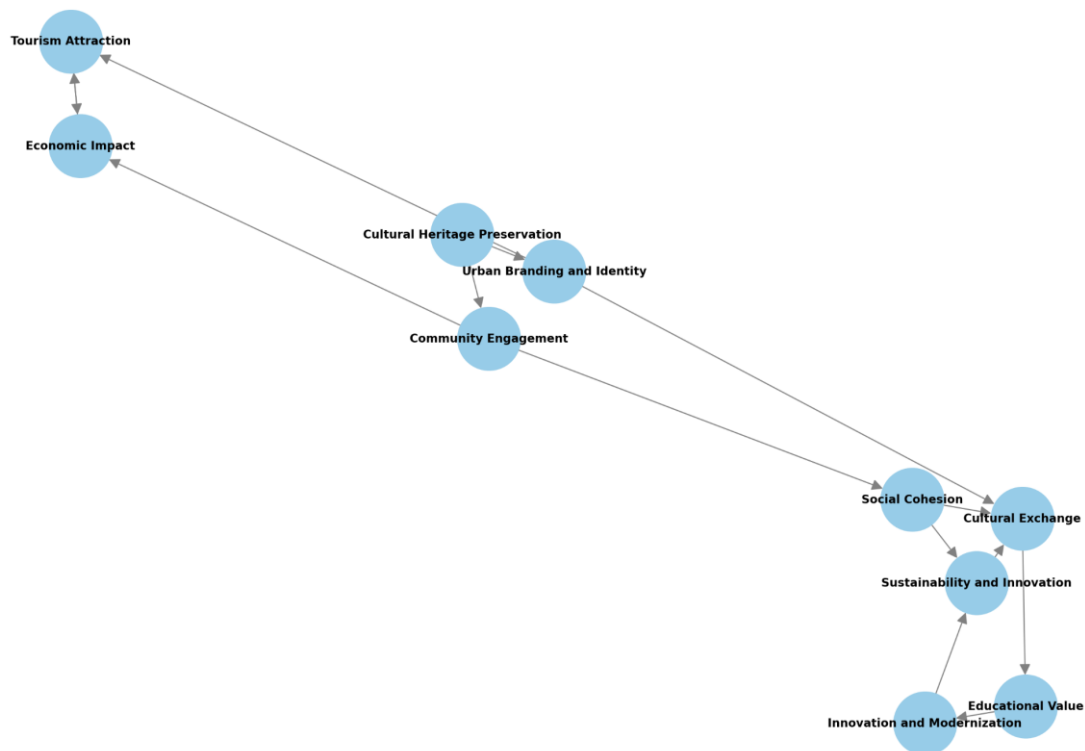 Tourism Attraction
Economic Impact
Cultural Heritage Preservation
Urban Branding and Identity
Community Engagement
Social Cohesion
Cultural Exchange
Sustainability and Innovation
Educational Value
Innovation and Modernization